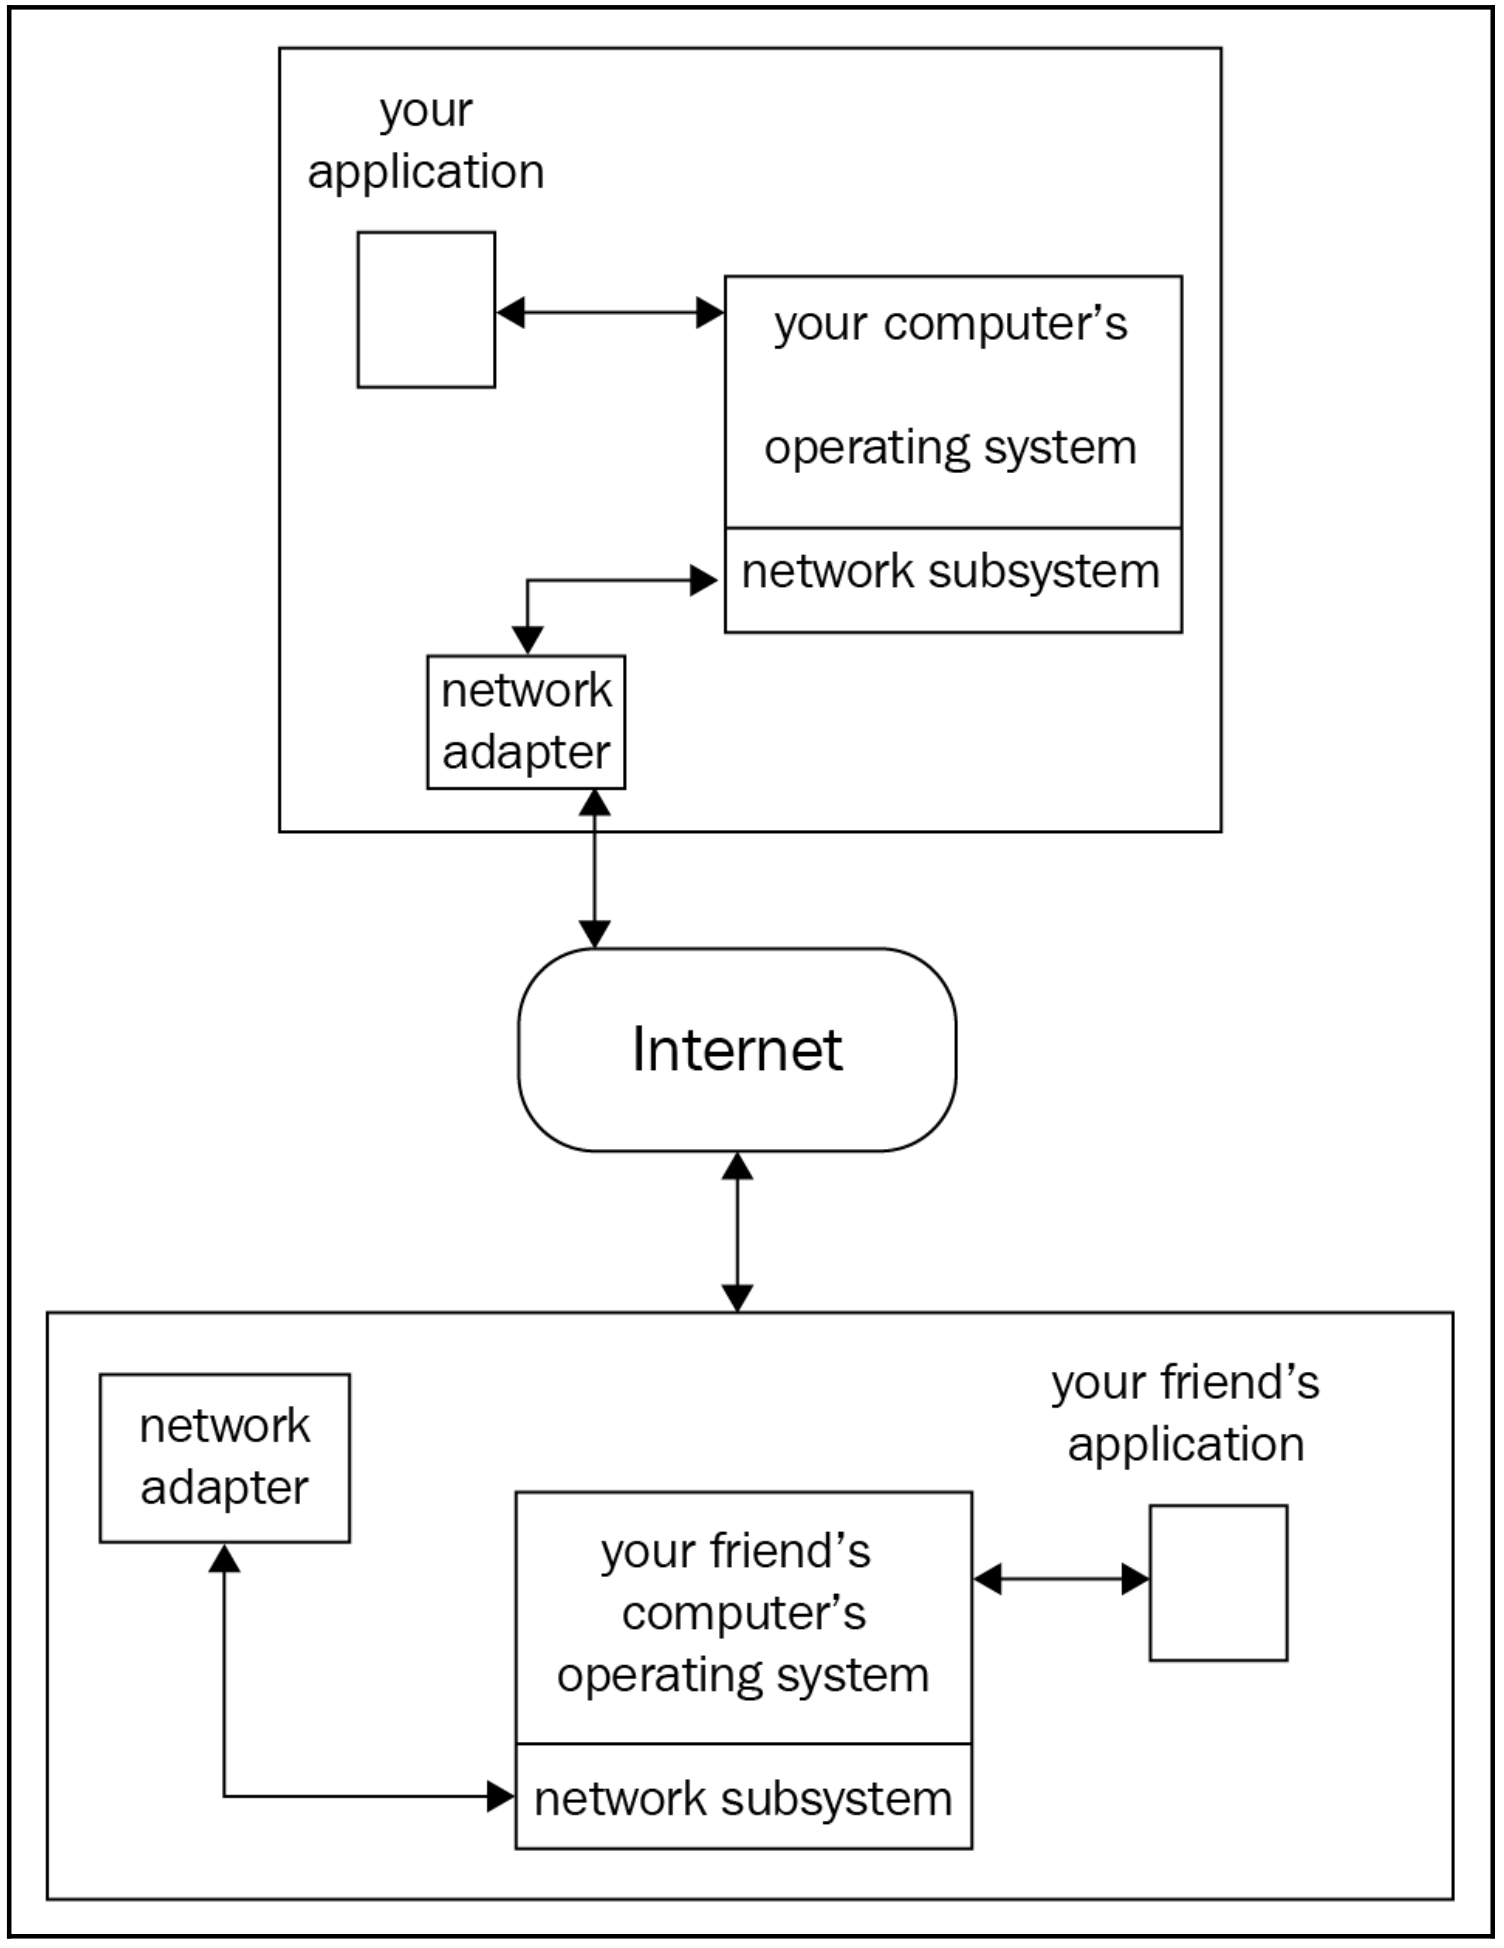 your
application
your computer’s
operating system
network subsystem
network
adapter
Internet
network
adapter
your friend’s
application
your friend’s
computer’s
operating system
network subsystem